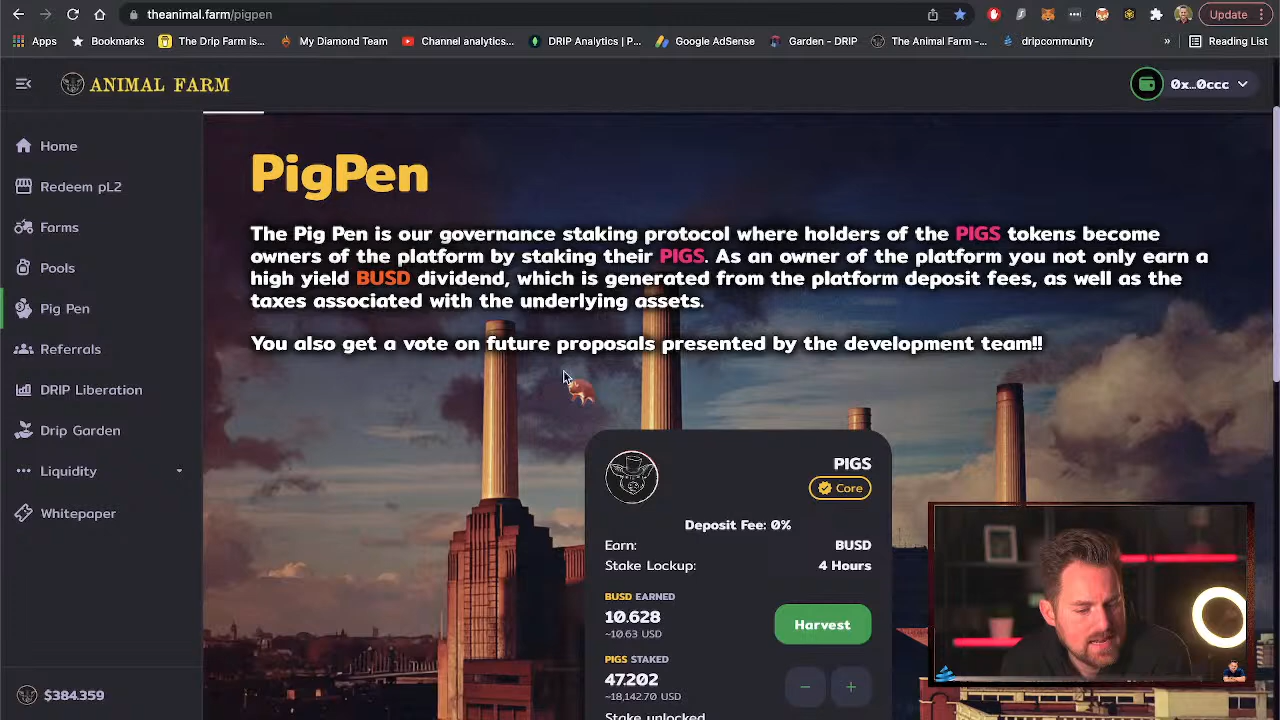 theanimal.farm/pigpen
Update
Apps
Bookmarks
The Drip Farm is...
My Diamond Team
Channel analytics...
DRIP Analytics | P...
Google AdSense
Garden - DRIP
The Animal Farm -...
dripcommunity
»
Reading List
ANIMAL FARM
0x...0ccc
Home
Redeem pL2
Farms
Pools
Pig Pen
Referrals
DRIP Liberation
Drip Garden
Liquidity
Whitepaper
$384.359
PigPen
The Pig Pen is our governance staking protocol where holders of the PIGS tokens become
owners of the platform by staking their PIGS. As an owner of the platform you not only earn a
high yield BUSD dividend, which is generated from the platform deposit fees, as well as the
taxes associated with the underlying assets.
You also get a vote on future proposals presented by the development team!!
PIGS
Core
Deposit Fee: 0%
Earn: BUSD
Stake Lockup: 4 Hours
BUSD EARNED
10.628
~10.63 USD
Harvest
PIGS STAKED
47.202
~18,142.70 USD
Stake unlocked